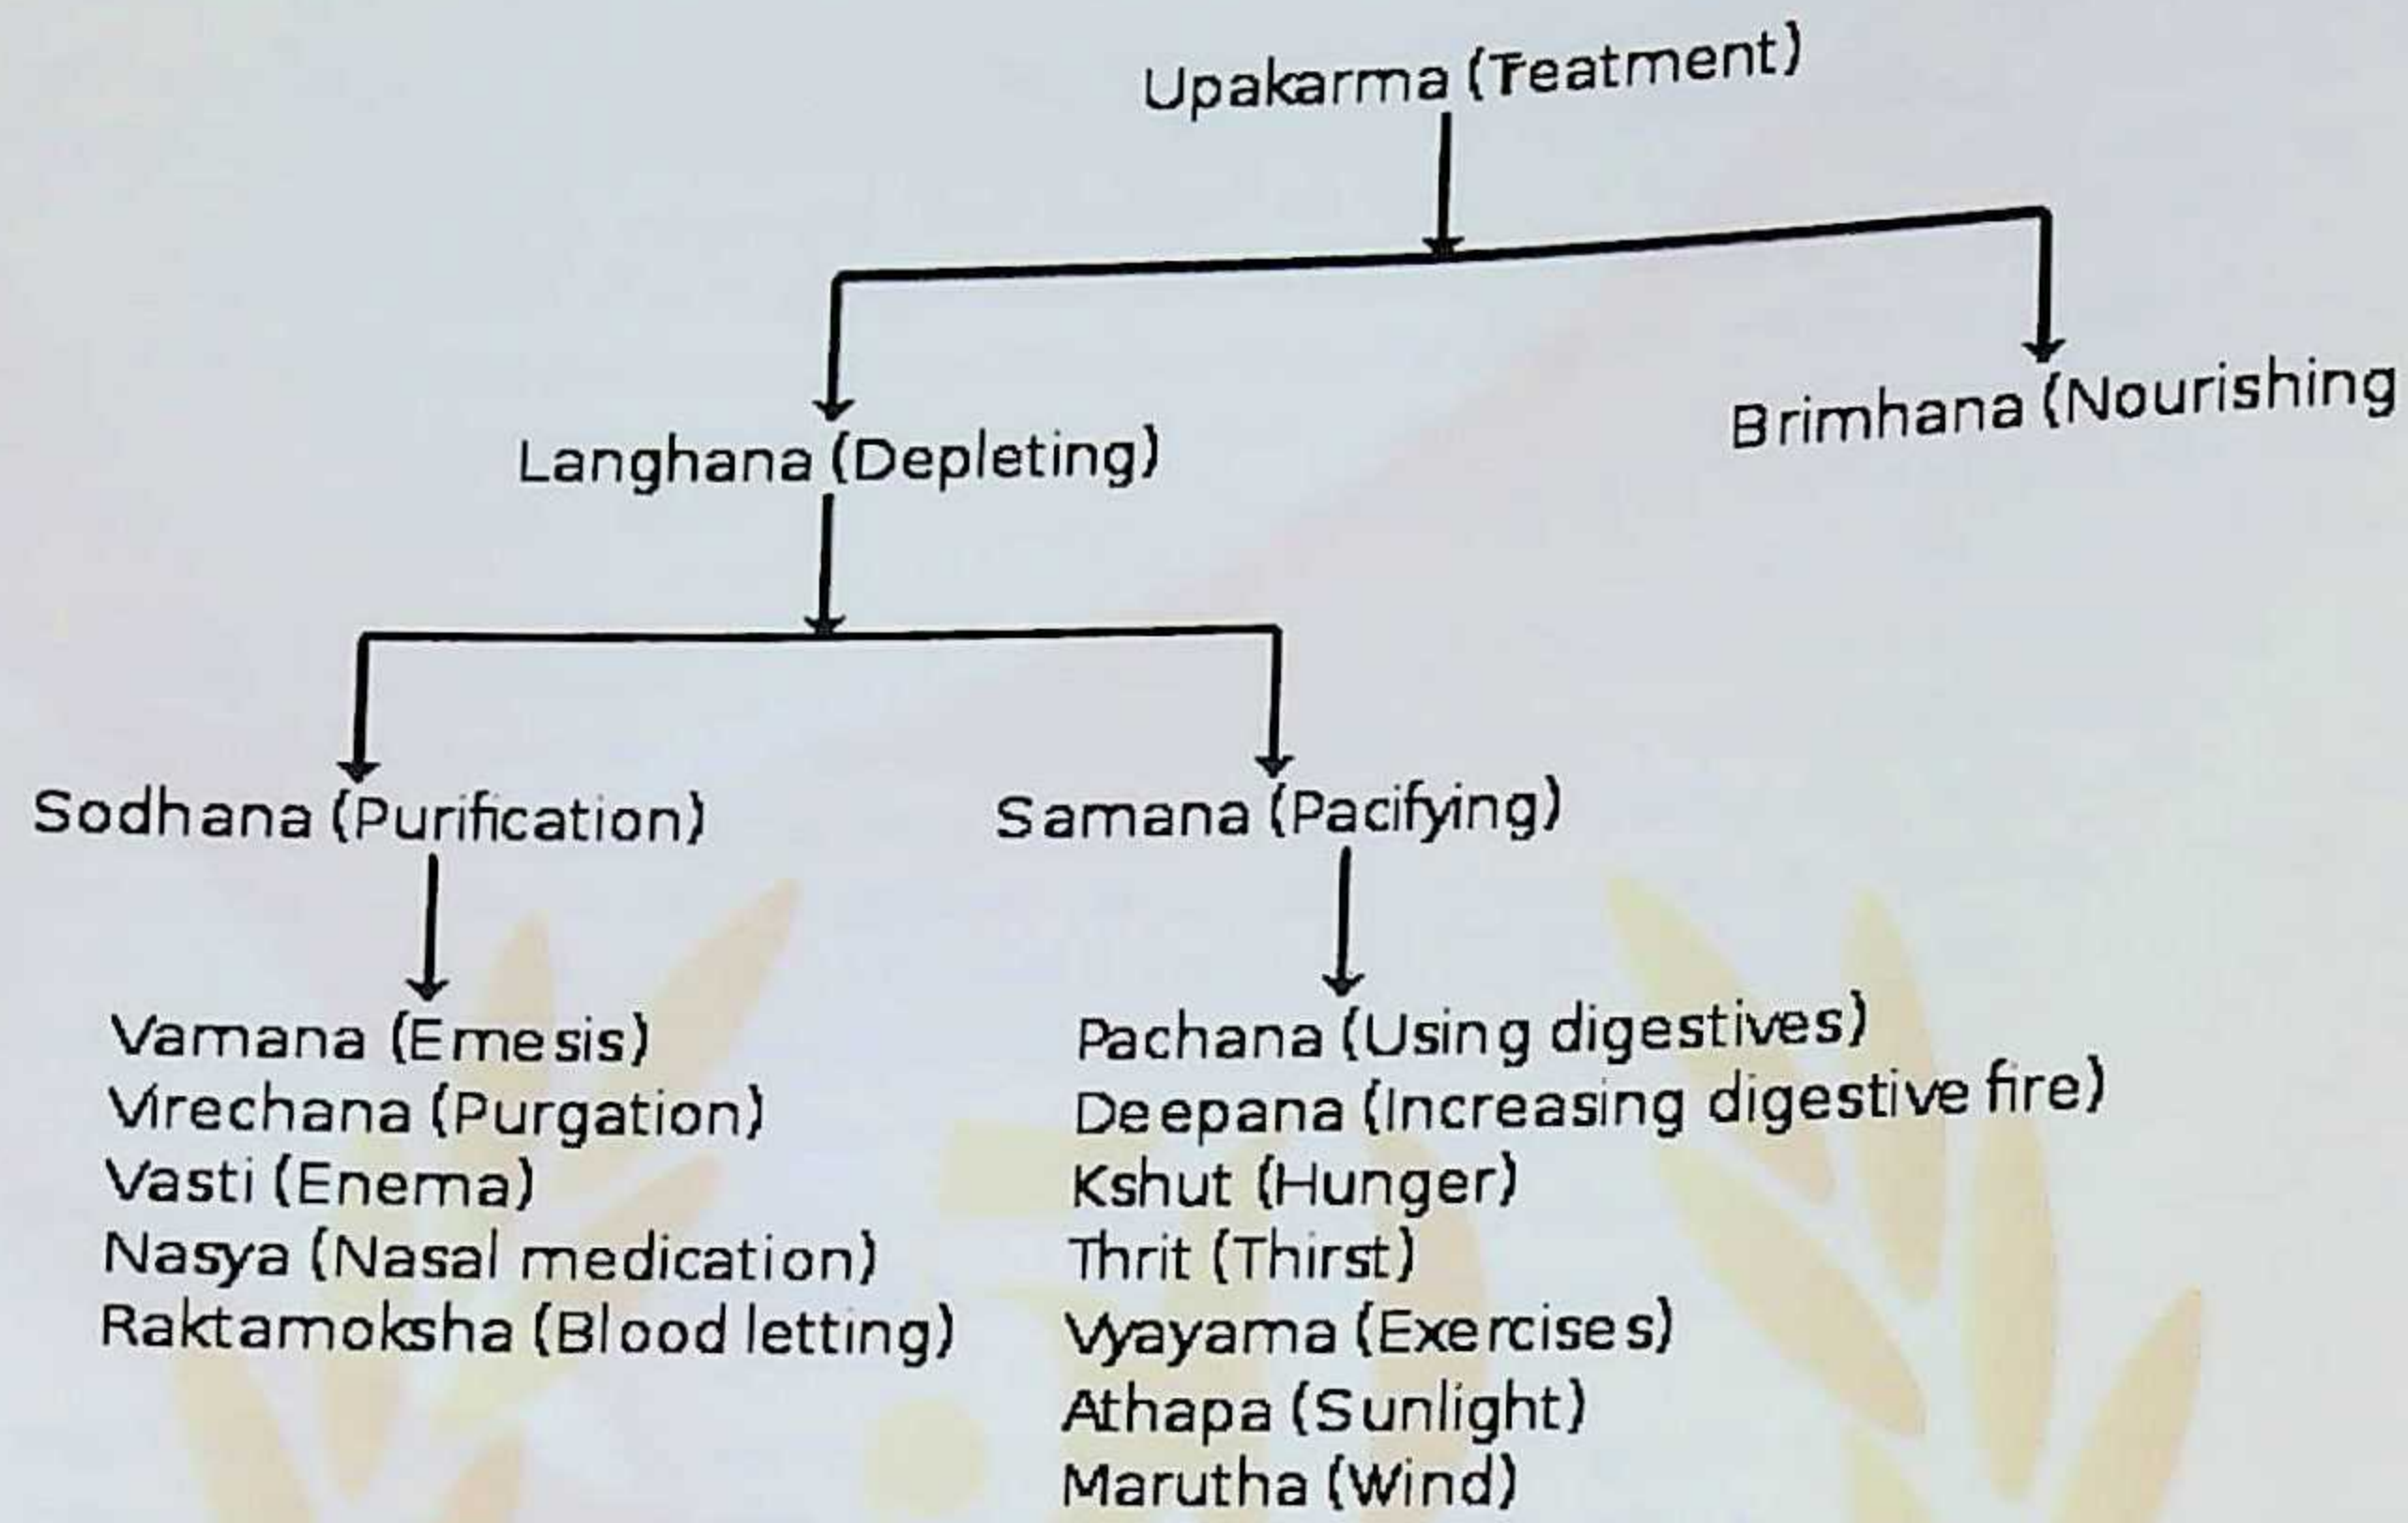 Upakarma (Teatment)
Langhana (Depleting)
Brimhana (Nourishing
Sodhana (Purification)
Samana (Pacifying)
Vamana (Emesis)
Virechana (Purgation)
Vasti (Enema)
Nasya (Nasal medication)
Raktamoksha (Blood letting)
Pachana (Using digestives)
Deepana (Increasing digestive fire)
Kshut (Hunger)
Thrit (Thirst)
Vyayama (Exercises)
Athapa (Sunlight)
Marutha (Wind)